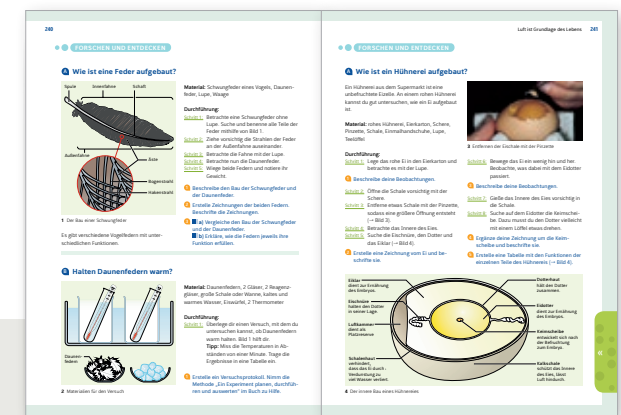 240
FORSCHEN UND ENTDECKEN
A Wie ist eine Feder aufgebaut?
Spule Innenfahne Schaft
Außenfahne
Äste
Bogenstrahl
Hakenstrahl
1 Der Bau einer Schwungfeder
Es gibt verschiedene Vogelfedern mit unter-
schiedlichen Funktionen.
Material: Schwungfeder eines Vogels, Daunen-
feder, Lupe, Waage
Durchführung:
Schritt 1: Betrachte eine Schwungfeder ohne
Lupe. Suche und benenne alle Teile der
Feder mithilfe von Bild 1.
Schritt 2: Ziehe vorsichtig die Strahlen der Feder
an der Außenfahne auseinander.
Schritt 3: Betrachte die Fahne mit der Lupe.
Schritt 4: Betrachte nun die Daunenfeder.
Schritt 5: Wiege beide Federn und notiere ihr
Gewicht.
Beschreibe den Bau der Schwungfeder und
der Daunenfeder.
Erstelle Zeichnungen der beiden Federn.
Beschrifte die Zeichnungen.
a) Vergleiche den Bau der Schwungfeder
und der Daunenfeder.
b) Erkläre, wie die Federn jeweils ihre
Funktion erfüllen.
B Halten Daunenfedern warm?
Daunen-
federn
2 Materialien für den Versuch
Material: Daunenfedern, 2 Gläser, 2 Reagenz-
gläser, große Schale oder Wanne, kaltes und
warmes Wasser, Eiswürfel, 2 Thermometer
Durchführung:
Schritt 1: Überlege dir einen Versuch, mit dem du
untersuchen kannst, ob Daunenfedern
warm halten. Bild 1 hilft dir.
Tipp: Miss die Temperaturen in Ab-
ständen von einer Minute. Trage die
Ergebnisse in eine Tabelle ein.
Erstelle ein Versuchsprotokoll. Nimm die
Methode „Ein Experiment planen, durchfüh-
ren und auswerten“ im Buch zu Hilfe.
Luft ist Grundlage des Lebens 241
FORSCHEN UND ENTDECKEN
A Wie ist ein Hühnerei aufgebaut?
Ein Hühnerei aus dem Supermarkt ist eine
unbefruchtete Eizelle. An einem rohen Hühnerei
kannst du gut untersuchen, wie ein Ei aufgebaut
ist.
Material: rohes Hühnerei, Eierkarton, Schere,
Pinzette, Schale, Einmalhandschuhe, Lupe,
Teelöffel
Durchführung:
Schritt 1: Lege das rohe Ei in den Eierkarton und
betrachte es mit der Lupe.
Beschreibe deine Beobachtungen.
Schritt 2: Öffne die Schale vorsichtig mit der
Schere.
Schritt 3: Entferne etwas Schale mit der Pinzette,
sodass eine größere Öffnung entsteht
(→ Bild 3).
Schritt 4: Betrachte das Innere des Eies.
Schritt 5: Suche die Eischnüre, den Dotter und
das Eiklar (→ Bild 4).
Erstelle eine Zeichnung vom Ei und be-
schrifte sie.
3 Entfernen der Eischale mit der Pinzette
Schritt 6: Bewege das Ei ein wenig hin und her.
Beobachte, was dabei mit dem Eidotter
passiert.
Beschreibe deine Beobachtungen.
Schritt 7: Gieße das Innere des Eies vorsichtig in
die Schale.
Schritt 8: Suche auf dem Eidotter die Keimschei-
be. Dazu musst du den Dotter vielleicht
mit einem Löffel etwas drehen.
Ergänze deine Zeichnung um die Keim-
scheibe und beschrifte sie.
Erstelle eine Tabelle mit den Funktionen der
einzelnen Teile des Hühnereies (→ Bild 4).
Eiklar
dient zur Ernährung
des Embryos.
Eischnüre
halten den Dotter
in seiner Lage.
Luftkammer
dient als
Platzreserve
Schalenhaut
verhindert,
dass das Ei durch
Verdunstung zu
viel Wasser verliert.
Dotterhaut
hält den Dotter
zusammen.
Eidotter
dient zur Ernährung
des Embryos.
Keimscheibe
entwickelt sich nach
der Befruchtung
zum Embryo.
Kalkschale
schützt das Innere
des Eies, lässt
Luft hindurch.
4 Der innere Bau eines Hühnereies
«